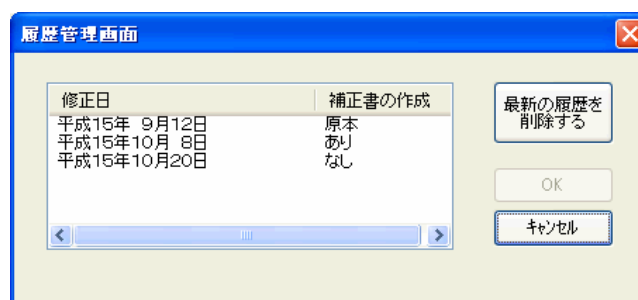 履歴管理画面
修正日 補正書の作成
平成15年 9月12日 原本
平成15年10月 8日 あり
平成15年10月20日 なし
最新の履歴を
削除する
OK
キャンセル